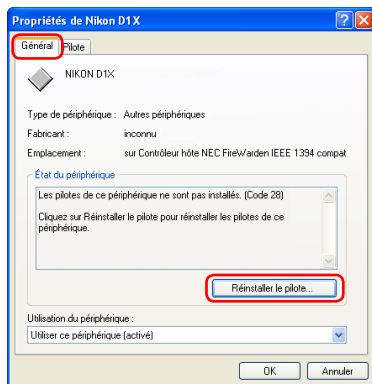 Propriétés de Nikon D1X
Général
Pilote
NIKON D1X
Type de périphérique : Autres périphériques
Fabricant : inconnu
Emplacement : sur Contrôleur hôte NEC FireWarden IEEE 1394 compat
État du périphérique
Les pilotes de ce périphérique ne sont pas installés. (Code 28)
Cliquez sur Réinstaller le pilote pour réinstaller les pilotes de ce
périphérique.
Réinstaller le pilote...
Utilisation du périphérique :
Utiliser ce périphérique (activé)
OK
Annuler